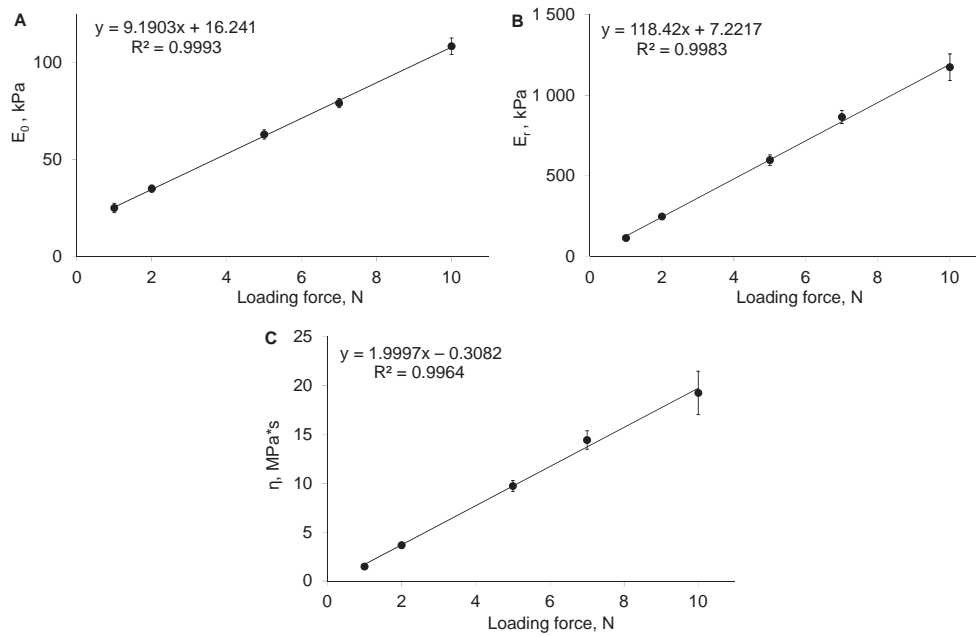 A
y = 9.1903x + 16.241
R² = 0.9993
100
50
0
E₀ , kPa
0 2 4 6 8 10
Loading force, N
B
y = 118.42x + 7.2217
R² = 0.9983
1 500
1 000
500
0
Eᵣ , kPa
0 2 4 6 8 10
Loading force, N
C
y = 1.9997x – 0.3082
R² = 0.9964
25
20
15
10
5
0
η, MPa*s
0 2 4 6 8 10
Loading force, N